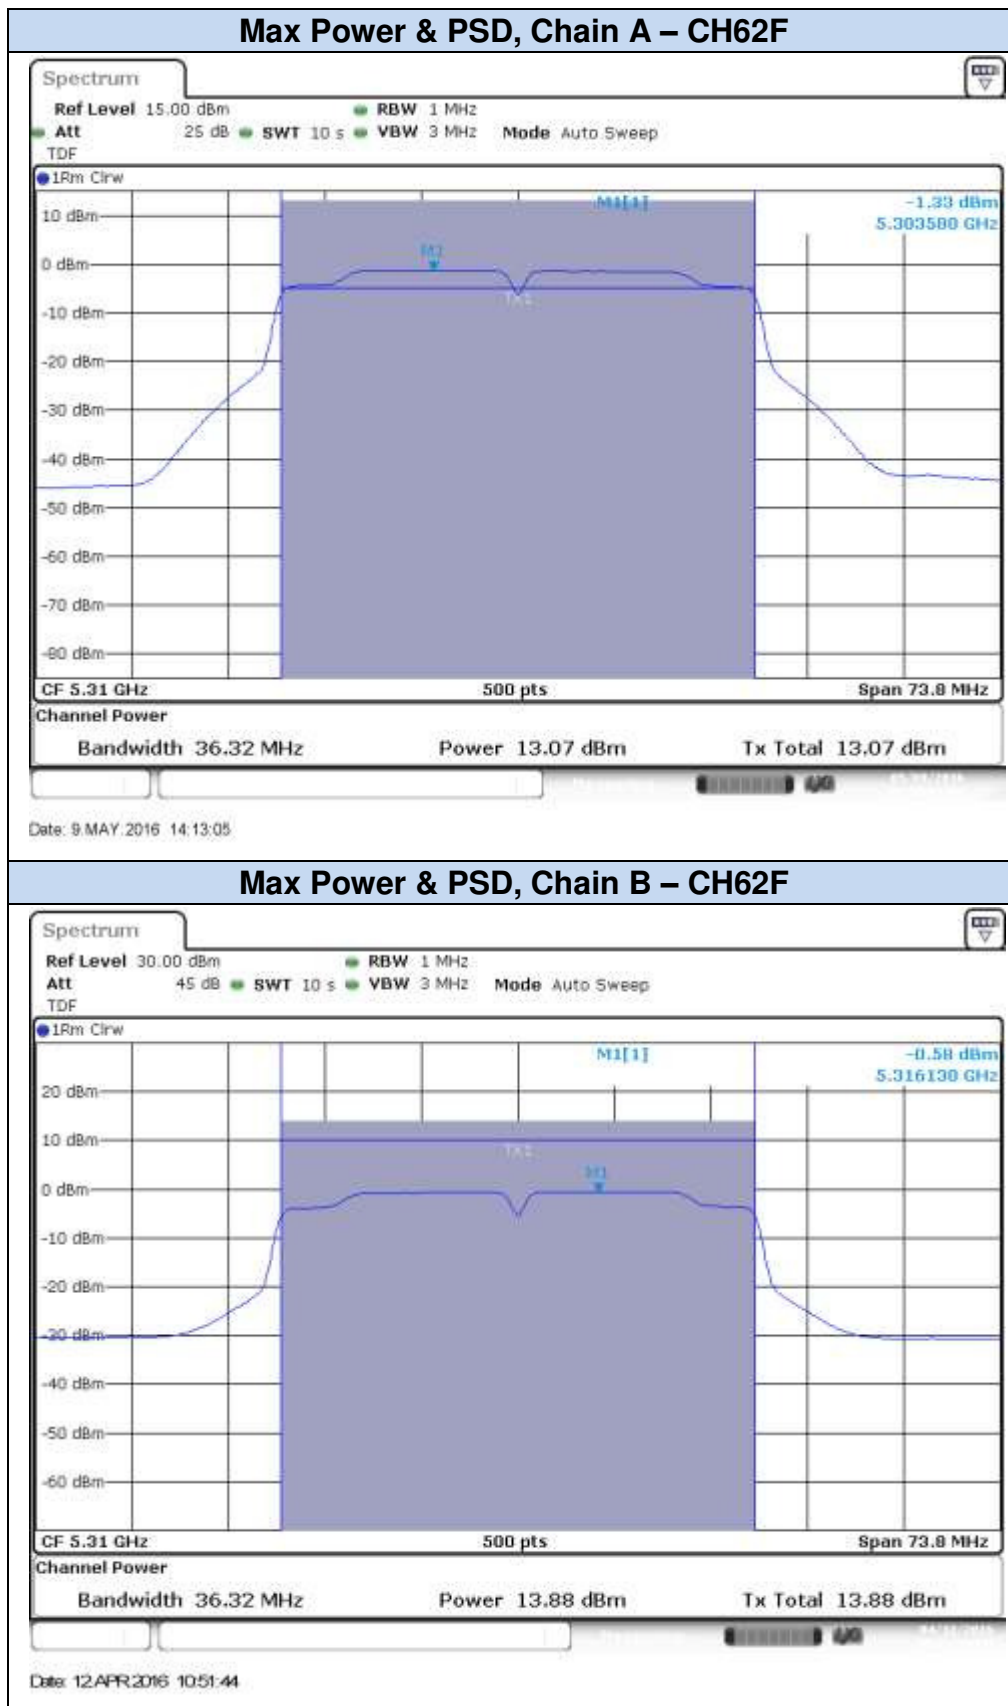 Max Power & PSD, Chain A – CH62F
Spectrum
Ref Level 15.00 dBm RBW 1 MHz
Att 25 dB SWT 10 s VBW 3 MHz Mode Auto Sweep
TDF
1Rm Clrw
M1[1] -1.33 dBm
5.303580 GHz
10 dBm
M1
0 dBm
-10 dBm
-20 dBm
-30 dBm
-40 dBm
-50 dBm
-60 dBm
-70 dBm
-80 dBm
CF 5.31 GHz 500 pts Span 73.8 MHz
Channel Power
Bandwidth 36.32 MHz Power 13.07 dBm Tx Total 13.07 dBm
Date: 9.MAY.2016 14:13:05
Max Power & PSD, Chain B – CH62F
Spectrum
Ref Level 30.00 dBm RBW 1 MHz
Att 45 dB SWT 10 s VBW 3 MHz Mode Auto Sweep
TDF
1Rm Clrw
M1[1] -0.58 dBm
5.316130 GHz
20 dBm
10 dBm
M1
0 dBm
-10 dBm
-20 dBm
-30 dBm
-40 dBm
-50 dBm
-60 dBm
CF 5.31 GHz 500 pts Span 73.8 MHz
Channel Power
Bandwidth 36.32 MHz Power 13.88 dBm Tx Total 13.88 dBm
Date: 12.APR.2016 10:51:44